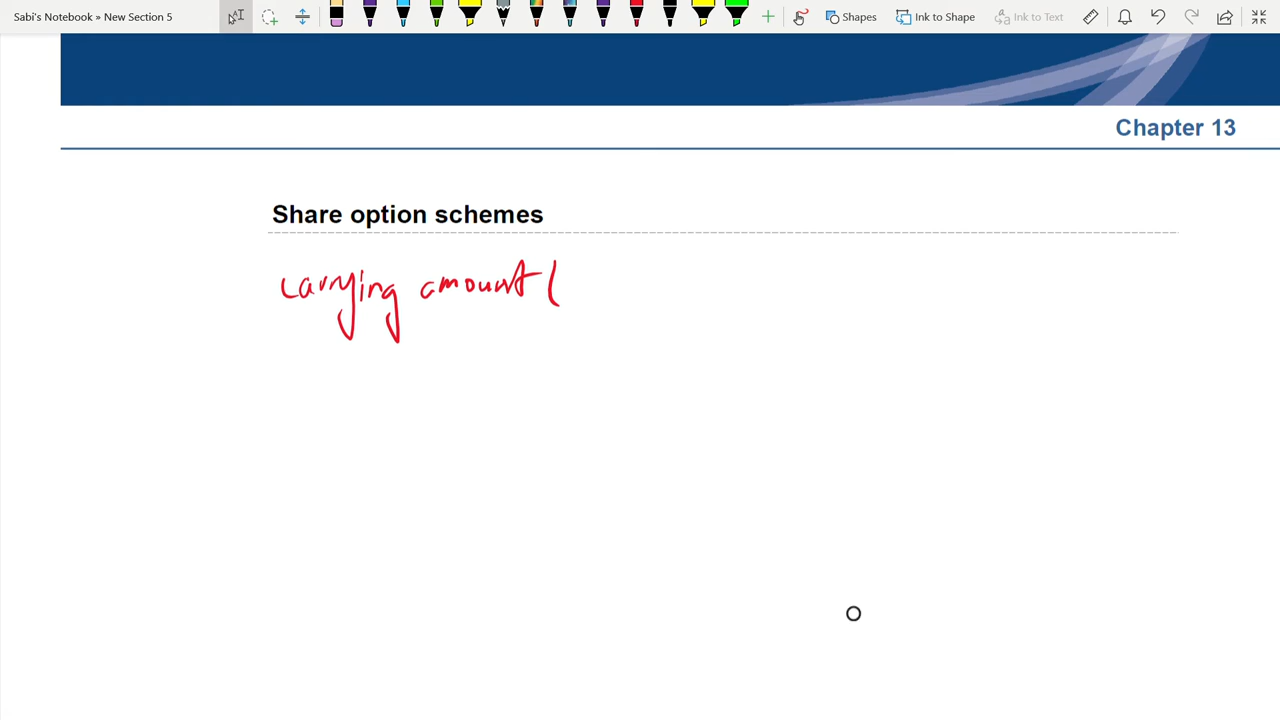 Sabi's Notebook » New Section 5
Shapes
Ink to Shape
Ink to Text
Chapter 13
Share option schemes
carrying amount (